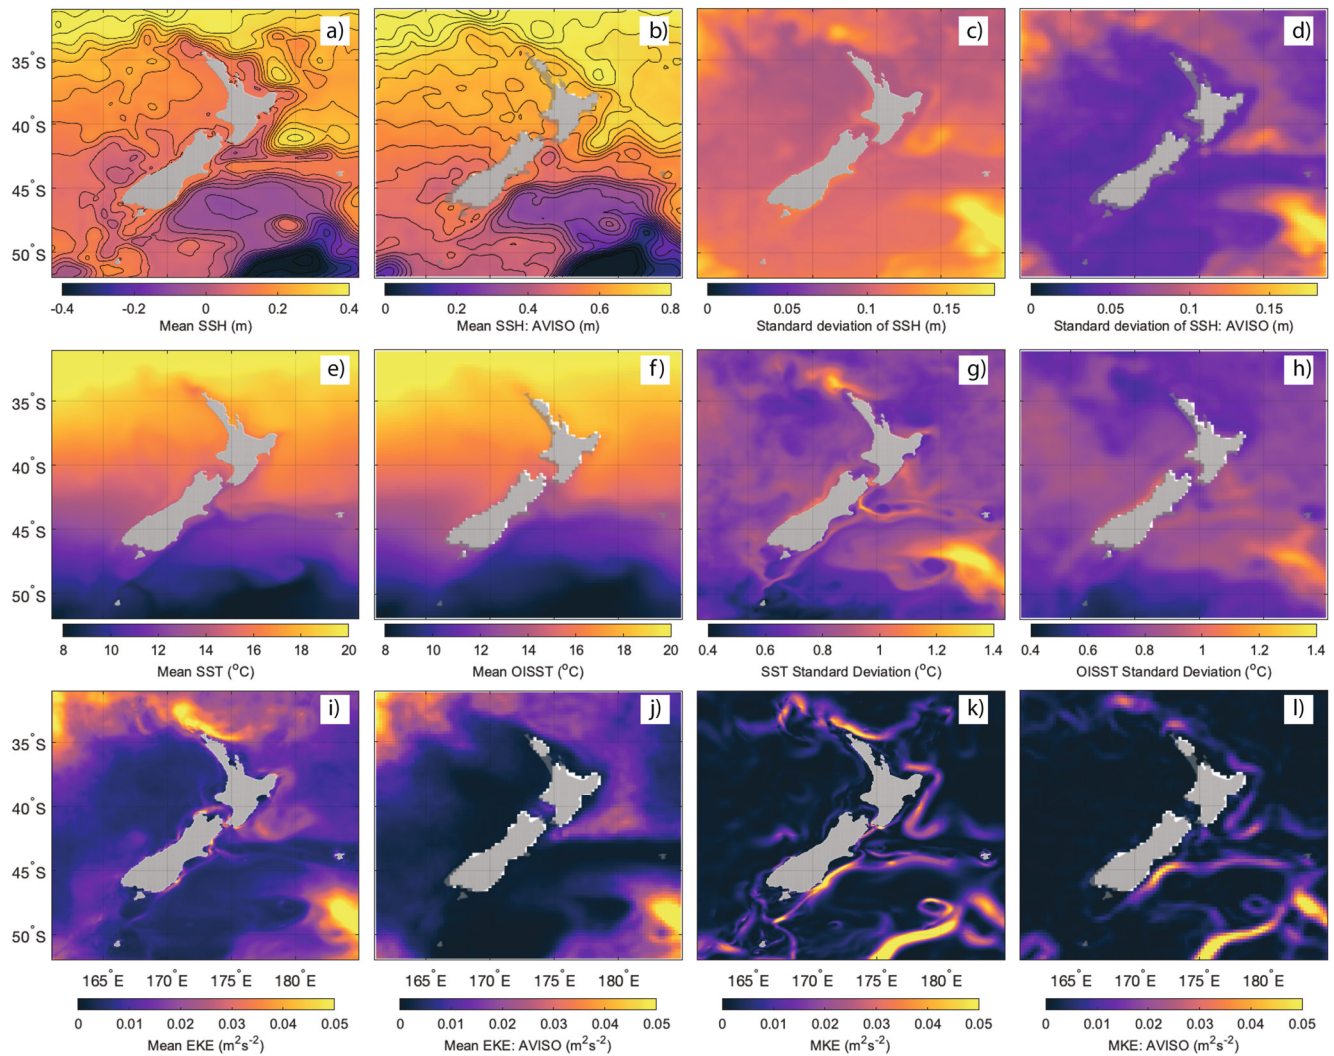 a) b) c) d)
35°S
40°S
45°S
50°S
-0.4 -0.2 0 0.2 0.4 0 0.2 0.4 0.6 0.8 0 0.05 0.1 0.15 0 0.05 0.1 0.15
Mean SSH (m) Mean SSH: AVISO (m) Standard deviation of SSH (m) Standard deviation of SSH: AVISO (m)
e) f) g) h)
35°S
40°S
45°S
50°S
8 10 12 14 16 18 20 8 10 12 14 16 18 20 0.4 0.6 0.8 1 1.2 1.4 0.4 0.6 0.8 1 1.2 1.4
Mean SST (°C) Mean OISST (°C) SST Standard Deviation (°C) OISST Standard Deviation (°C)
i) j) k) l)
35°S
40°S
45°S
50°S
165°E 170°E 175°E 180°E 165°E 170°E 175°E 180°E 165°E 170°E 175°E 180°E 165°E 170°E 175°E 180°E
0 0.01 0.02 0.03 0.04 0.05 0 0.01 0.02 0.03 0.04 0.05 0 0.01 0.02 0.03 0.04 0.05 0 0.01 0.02 0.03 0.04 0.05
Mean EKE (m²s⁻²) Mean EKE: AVISO (m²s⁻²) MKE (m²s⁻²) MKE: AVISO (m²s⁻²)